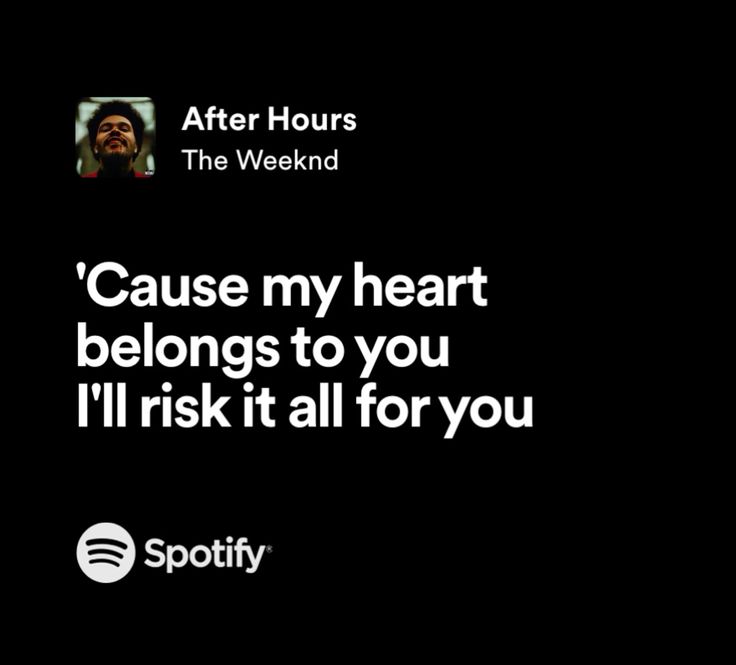 After Hours
The Weeknd
'Cause my heart
belongs to you
I'll risk it all for you
Spotify®